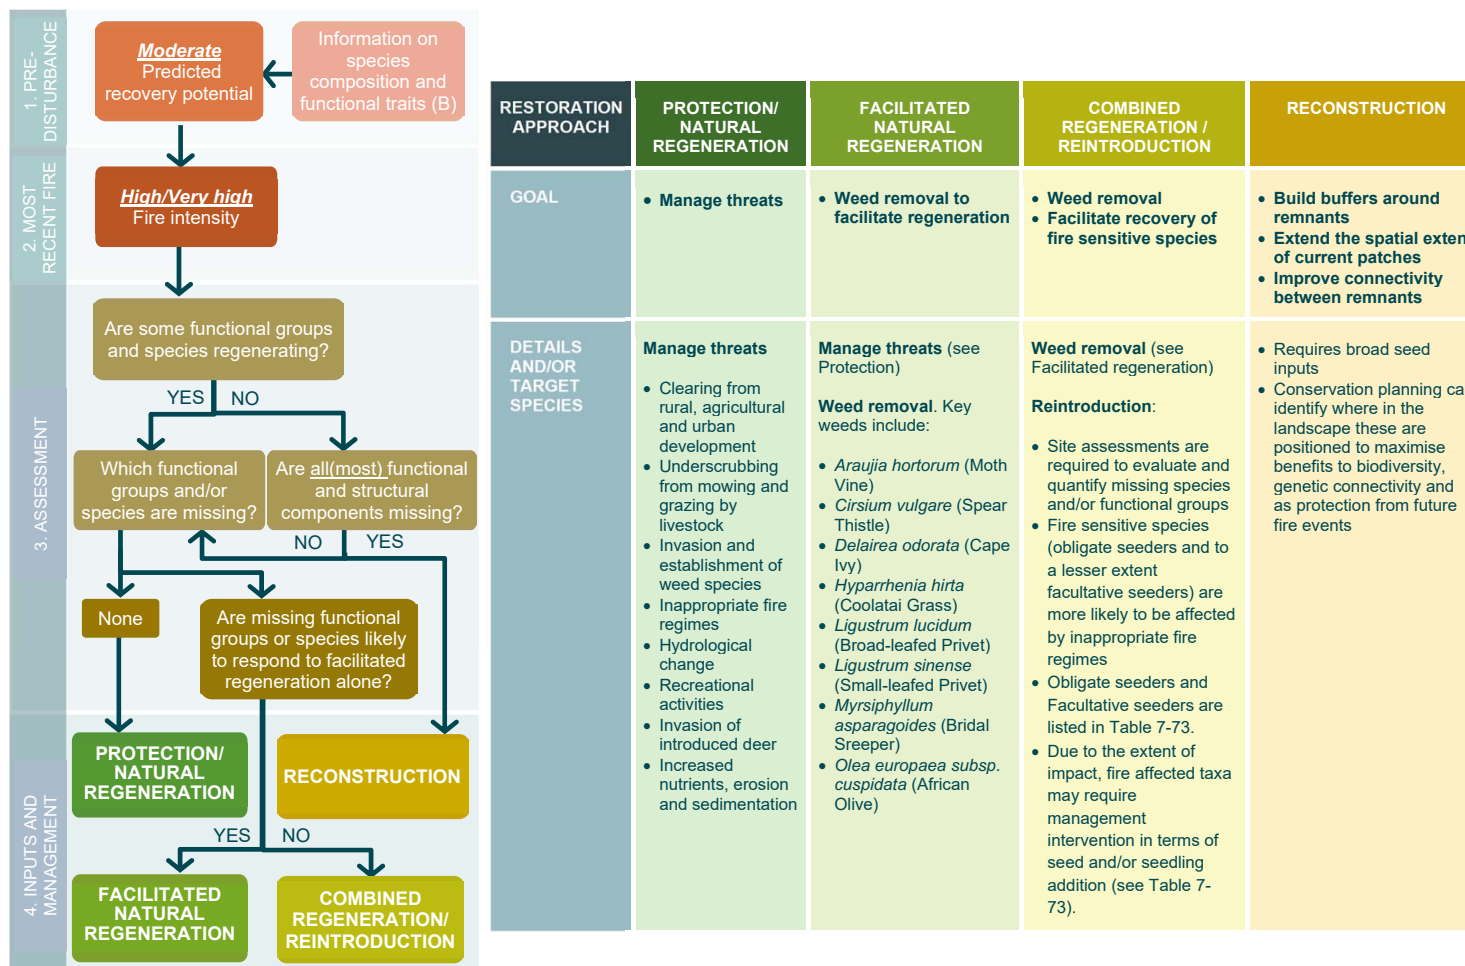 1. PRE-
DISTURBANCE
Moderate
Predicted
recovery potential
Information on
species
composition and
functional traits (B)
2. MOST
RECENT FIRE
High/Very high
Fire intensity
3. ASSESSMENT
Are some functional groups
and species regenerating?
YES
NO
Which functional
groups and/or
species are missing?
Are all(most) functional
and structural
components missing?
NO
YES
None
Are missing functional
groups or species likely
to respond to facilitated
regeneration alone?
4. INPUTS AND
MANAGEMENT
PROTECTION/
NATURAL
REGENERATION
RECONSTRUCTION
YES
NO
FACILITATED
NATURAL
REGENERATION
COMBINED
REGENERATION/
REINTRODUCTION
RESTORATION
APPROACH
PROTECTION/
NATURAL
REGENERATION
FACILITATED
NATURAL
REGENERATION
COMBINED
REGENERATION /
REINTRODUCTION
RECONSTRUCTION
GOAL
• Manage threats
• Weed removal to
facilitate regeneration
• Weed removal
• Facilitate recovery of
fire sensitive species
• Build buffers around
remnants
• Extend the spatial exten
of current patches
• Improve connectivity
between remnants
DETAILS
AND/OR
TARGET
SPECIES
Manage threats
• Clearing from
rural, agricultural
and urban
development
• Underscrubbing
from mowing and
grazing by
livestock
• Invasion and
establishment of
weed species
• Inappropriate fire
regimes
• Hydrological
change
• Recreational
activities
• Invasion of
introduced deer
• Increased
nutrients, erosion
and sedimentation
Manage threats (see
Protection)
Weed removal. Key
weeds include:
• Araujia hortorum (Moth
Vine)
• Cirsium vulgare (Spear
Thistle)
• Delairea odorata (Cape
Ivy)
• Hyparrhenia hirta
(Coolatai Grass)
• Ligustrum lucidum
(Broad-leafed Privet)
• Ligustrum sinense
(Small-leafed Privet)
• Myrsiphyllum
asparagoides (Bridal
Sreeper)
• Olea europaea subsp.
cuspidata (African
Olive)
Weed removal (see
Facilitated regeneration)
Reintroduction:
• Site assessments are
required to evaluate and
quantify missing species
and/or functional groups
• Fire sensitive species
(obligate seeders and to
a lesser extent
facultative seeders) are
more likely to be affected
by inappropriate fire
regimes
• Obligate seeders and
Facultative seeders are
listed in Table 7-73.
• Due to the extent of
impact, fire affected taxa
may require
management
intervention in terms of
seed and/or seedling
addition (see Table 7-
73).
• Requires broad seed
inputs
• Conservation planning ca
identify where in the
landscape these are
positioned to maximise
benefits to biodiversity,
genetic connectivity and
as protection from future
fire events